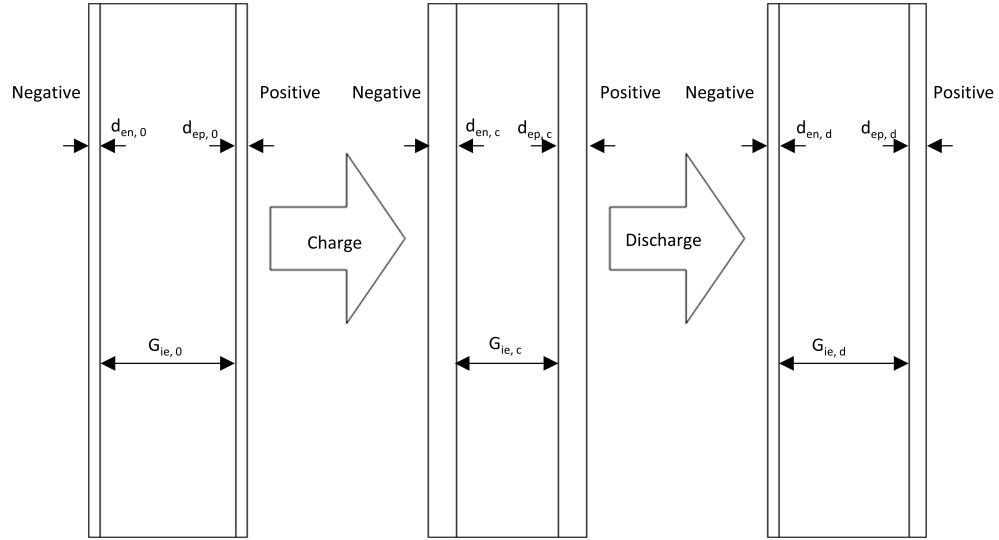 Negative Positive Negative Positive Negative Positive
d_en, 0 d_ep, 0 d_en, c d_ep, c d_en, d d_ep, d
Charge Discharge
G_ie, 0 G_ie, c G_ie, d